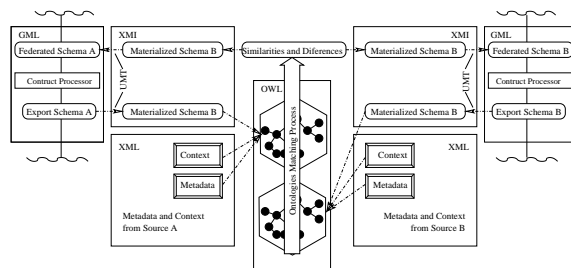 GML
XMI
XMI
GML
Federated Schema A
Materialized Schema B
Similarities and Diferences
Materialized Schema B
Federated Schema B
UMT
UMT
Contruct Processor
Contruct Processor
OWL
Export Schema A
Materialized Schema B
Materialized Schema B
Export Schema B
Ontologies Matching Process
XML
XML
Context
Context
Metadata
Metadata
Metadata and Context
from Source A
Metadata and Context
from Source B